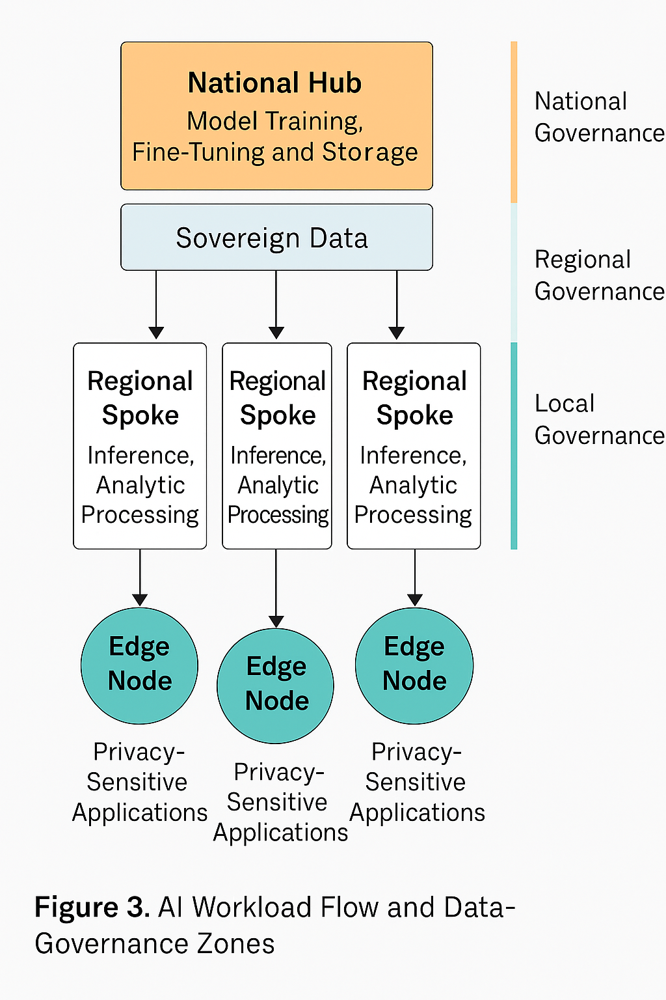 National Hub
Model Training,
Fine-Tuning and Storage
National
Governance
Sovereign Data
Regional
Governance
Regional
Spoke
Inference,
Analytic
Processing
Regional
Spoke
Inference,
Analytic
Processing
Regional
Spoke
Inference,
Analytic
Processing
Local
Governance
Edge
Node
Privacy-
Sensitive
Applications
Edge
Node
Privacy-
Sensitive
Applications
Edge
Node
Privacy-
Sensitive
Applications
Figure 3. AI Workload Flow and Data-
Governance Zones